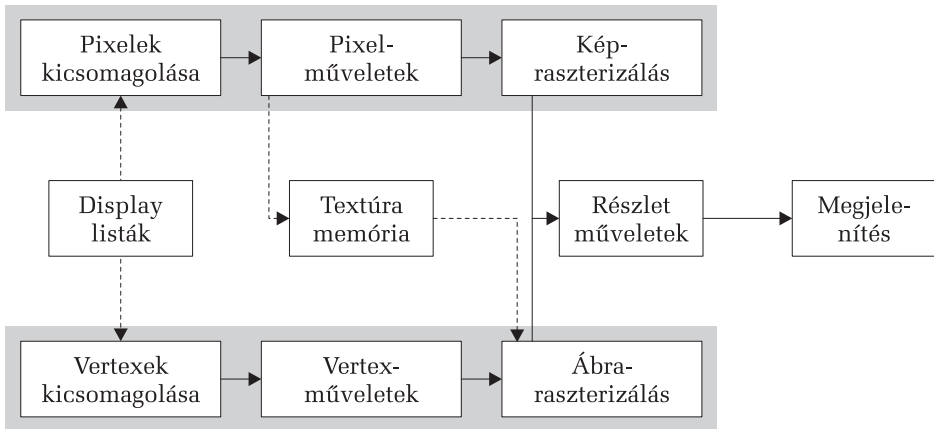 Pixelek
kicsomagolása
Pixel-
műveletek
Kép-
raszterizálás
Display
listák
Textúra
memória
Részlet
műveletek
Megjele-
nítés
Vertexek
kicsomagolása
Vertex-
műveletek
Ábra-
raszterizálás